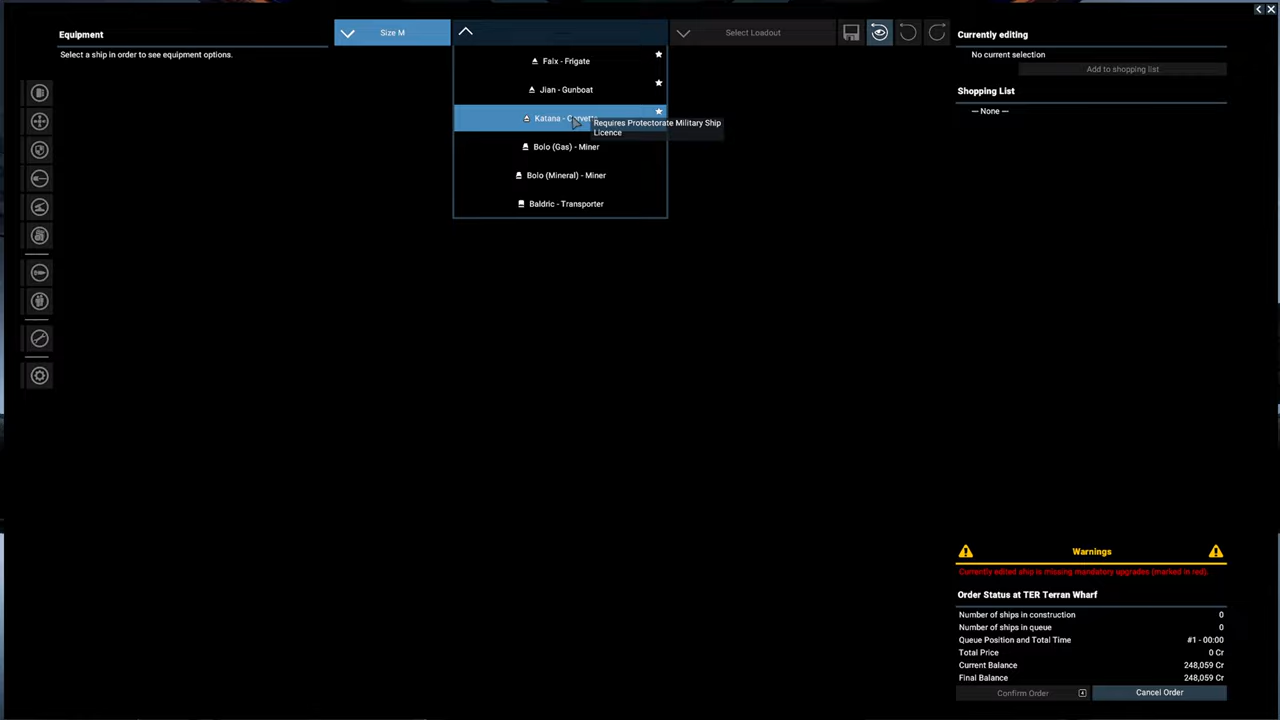 Equipment
Select a ship in order to see equipment options.
Size M
Select Loadout
Falx - Frigate
Jian - Gunboat
Katana - Corvette
Requires Protectorate Military Ship
Licence
Bolo (Gas) - Miner
Bolo (Mineral) - Miner
Baldric - Transporter
Currently editing
No current selection
Add to shopping list
Shopping List
— None —
Warnings
Currently edited ship is missing mandatory upgrades (marked in red).
Order Status at TER Terran Wharf
Number of ships in construction 0
Number of ships in queue 0
Queue Position and Total Time #1 - 00:00
Total Price 0 Cr
Current Balance 248,059 Cr
Final Balance 248,059 Cr
Confirm Order
Cancel Order